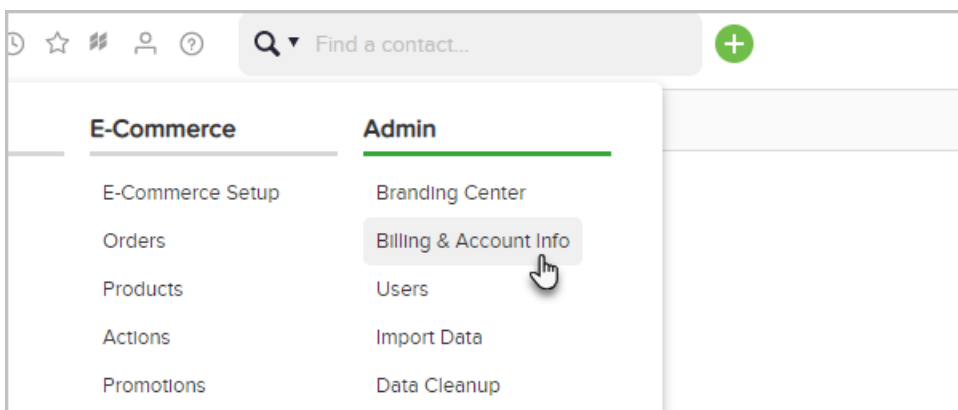 Find a contact...
E-Commerce
Admin
E-Commerce Setup
Branding Center
Orders
Billing & Account Info
Products
Users
Actions
Import Data
Promotions
Data Cleanup